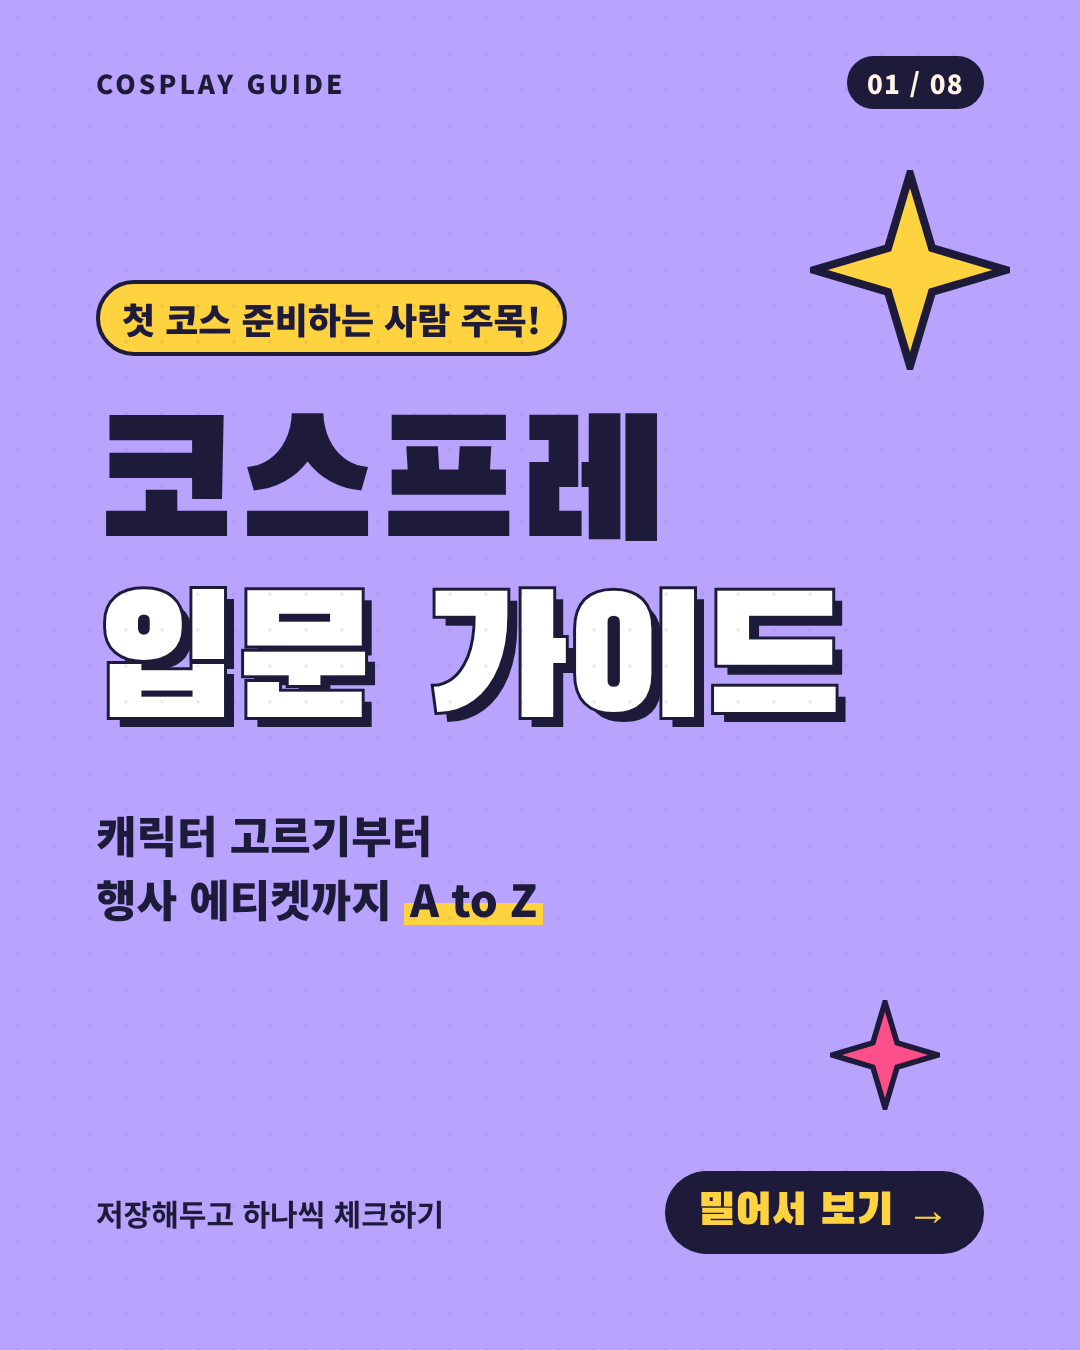 COSPLAY GUIDE
01 / 08
첫 코스 준비하는 사람 주목!
코스프레
입문 가이드
캐릭터 고르기부터
행사 에티켓까지 A to Z
저장해두고 하나씩 체크하기
밀어서 보기 →